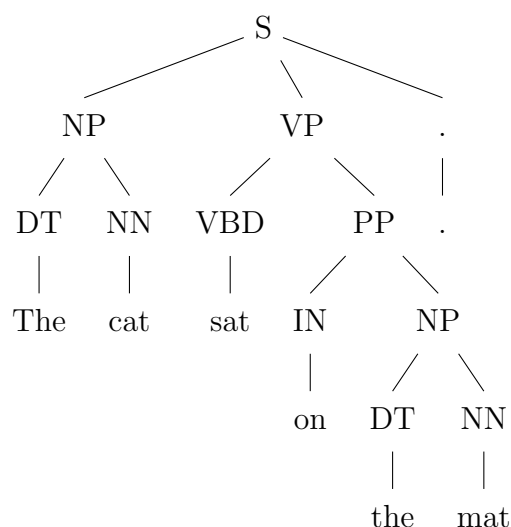 S
NP VP .
DT NN VBD PP .
The cat sat IN NP
on DT NN
the mat